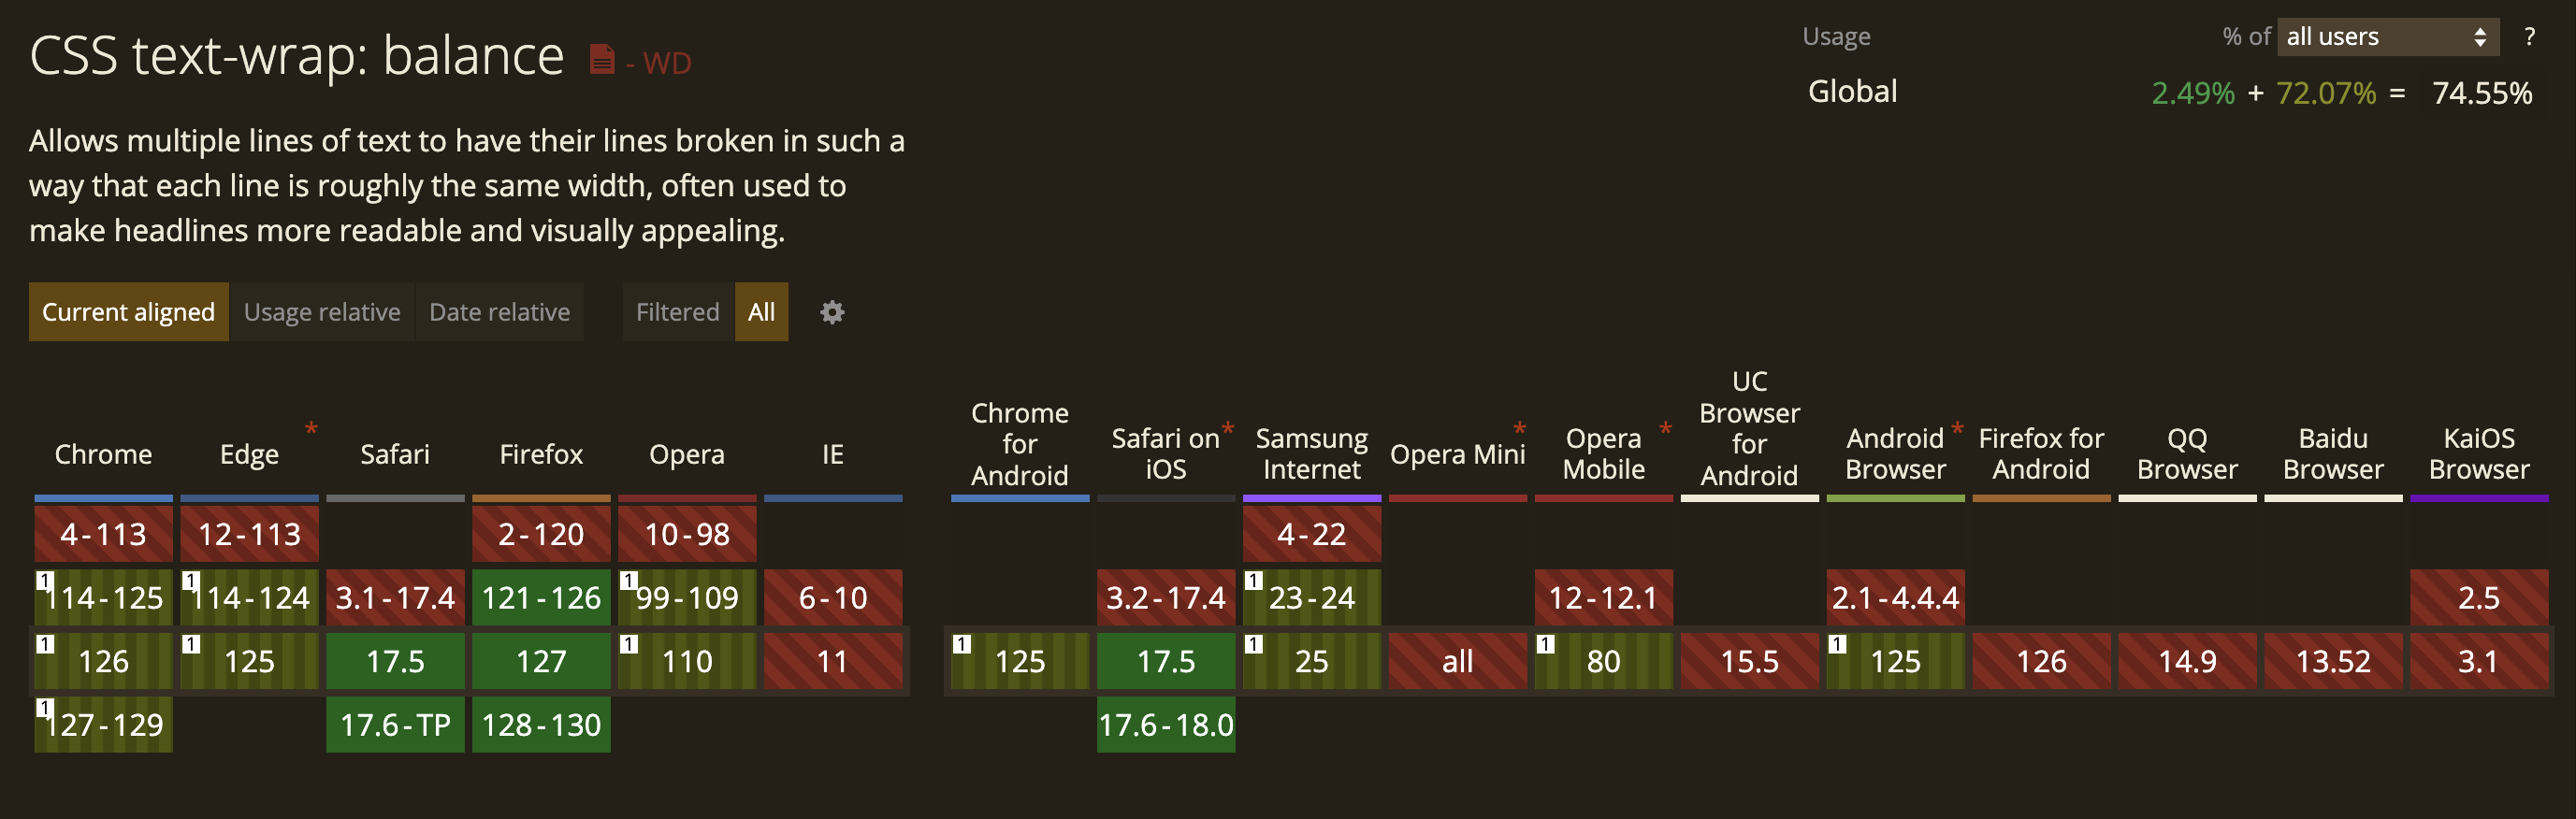 CSS text-wrap: balance - WD
Usage % of all users ?
Global 2.49% + 72.07% = 74.55%
Allows multiple lines of text to have their lines broken in such a
way that each line is roughly the same width, often used to
make headlines more readable and visually appealing.
Current aligned Usage relative Date relative Filtered All
Chrome Edge * Safari Firefox Opera IE
Chrome
for
Android
Safari on *
iOS
Samsung
Internet
Opera Mini *
Opera *
Mobile
UC
Browser
for
Android
Android *
Browser
Firefox for
Android
QQ
Browser
Baidu
Browser
KaiOS
Browser
4-113 12-113 2-120 10-98 4-22
1 114-125 1 114-124 3.1-17.4 121-126 1 99-109 6-10 3.2-17.4 1 23-24 12-12.1 2.1-4.4.4 2.5
1 126 1 125 17.5 127 1 110 11 1 125 17.5 1 25 all 1 80 15.5 1 125 126 14.9 13.52 3.1
1 127-129 17.6-TP 128-130 17.6-18.0